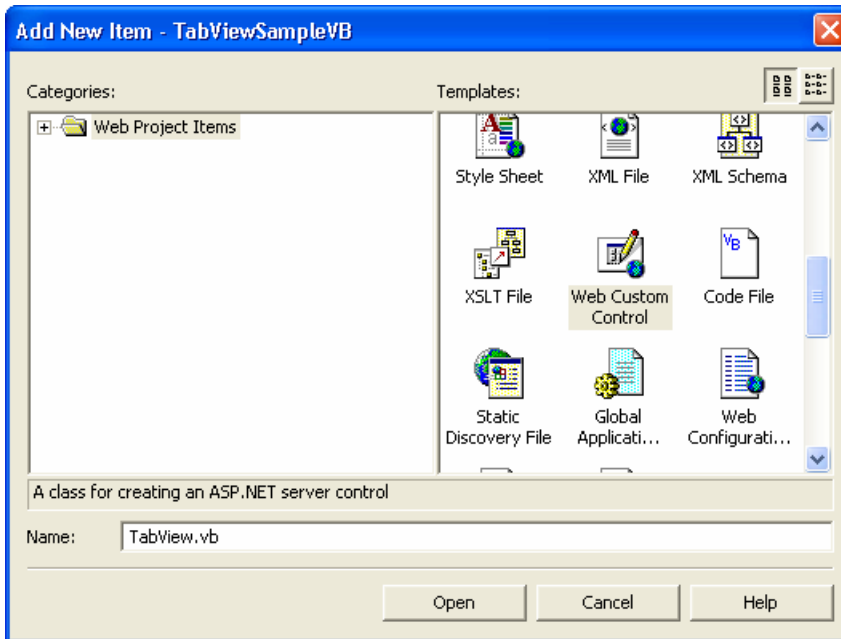 Add New Item - TabViewSampleVB
Categories:
Templates:
Web Project Items
Style Sheet
XML File
XML Schema
XSLT File
Web Custom
Control
Code File
Static
Discovery File
Global
Applicati...
Web
Configurati...
A class for creating an ASP.NET server control
Name:
TabView.vb
Open
Cancel
Help